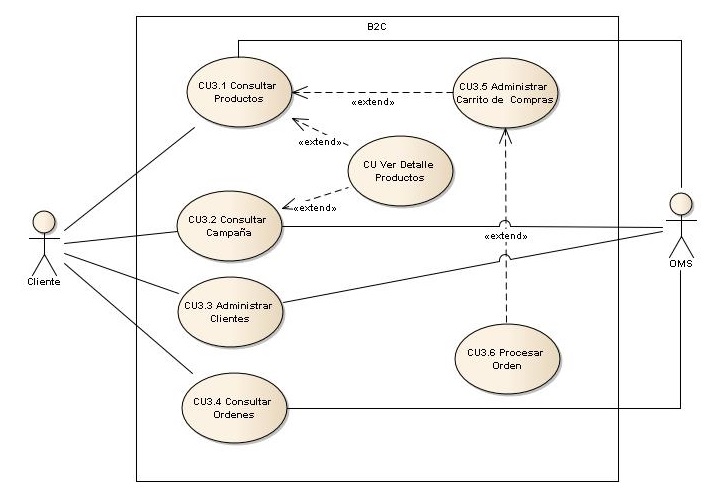 B2C
CU3.1 Consultar
Productos
CU3.5 Administrar
Carrito de Compras
«extend»
«extend»
CU Ver Detalle
Productos
«extend»
CU3.2 Consultar
Campaña
«extend»
Cliente
OMS
CU3.3 Administrar
Clientes
CU3.6 Procesar
Orden
CU3.4 Consultar
Ordenes